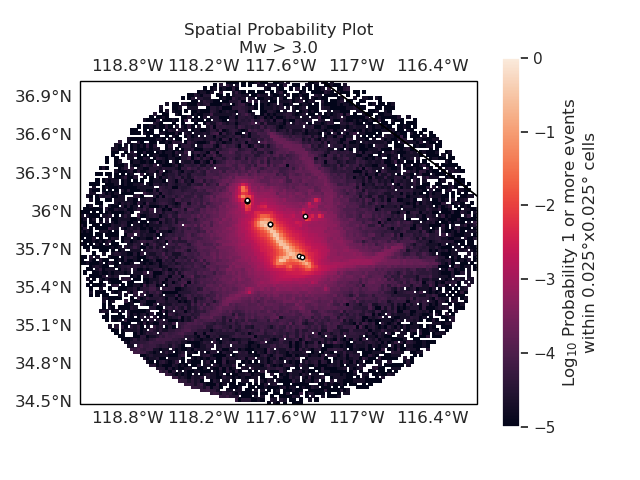 Spatial Probability Plot
Mw > 3.0
118.8°W 118.2°W 117.6°W 117°W 116.4°W
36.9°N
36.6°N
36.3°N
36°N
35.7°N
35.4°N
35.1°N
34.8°N
34.5°N
118.8°W 118.2°W 117.6°W 117°W 116.4°W
0
−1
−2
−3
−4
−5
Log₁₀ Probability 1 or more events
within 0.025°x0.025° cells